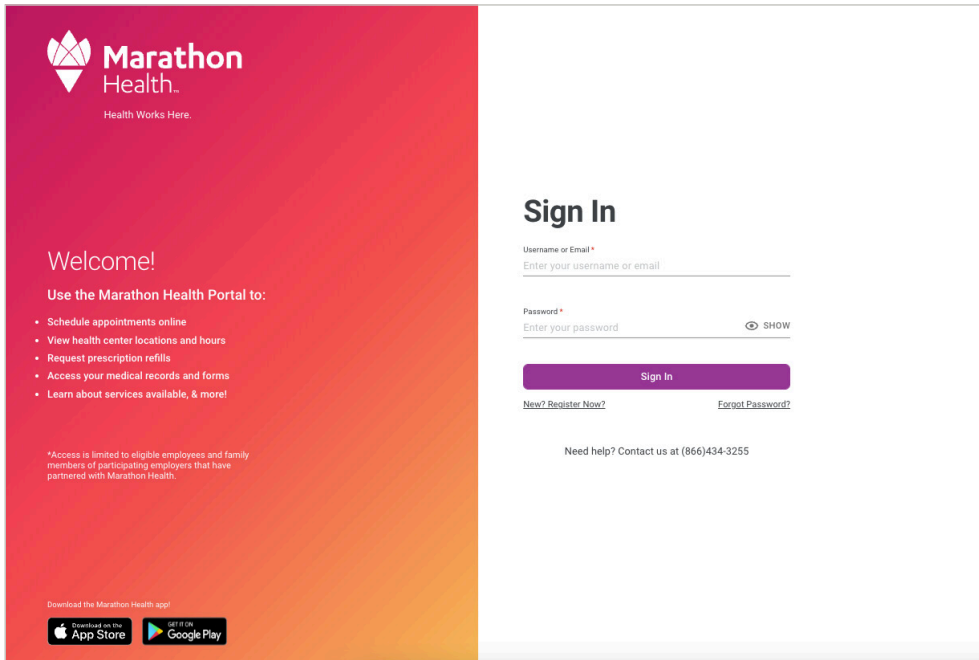 Marathon
Health™
Health Works Here.
Welcome!
Use the Marathon Health Portal to:
• Schedule appointments online
• View health center locations and hours
• Request prescription refills
• Access your medical records and forms
• Learn about services available, & more!
*Access is limited to eligible employees and family
members of participating employers that have
partnered with Marathon Health.
Download the Marathon Health app!
Download on the
App Store
GET IT ON
Google Play
Sign In
Username or Email *
Enter your username or email
Password *
Enter your password
SHOW
Sign In
New? Register Now?
Forgot Password?
Need help? Contact us at (866)434-3255